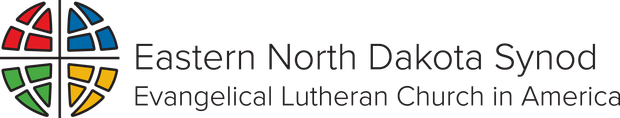 Eastern North Dakota Synod
Evangelical Lutheran Church in America